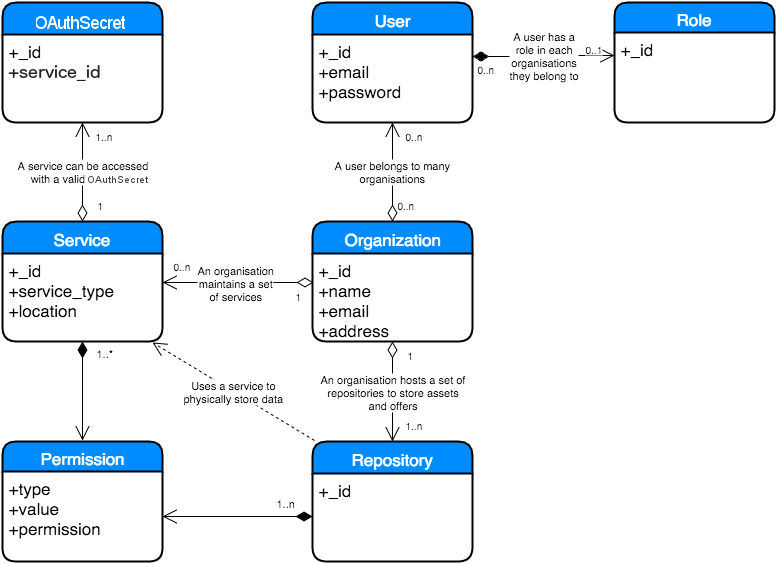 OAuthSecret
+_id
+service_id
User
+_id
+email
+password
Role
+_id
A user has a
role in each
organisations
they belong to
0..n
0..1
1..n
A service can be accessed
with a valid OAuthSecret
1
0..n
A user belongs to many
organisations
0..n
Service
+_id
+service_type
+location
0..n
An organisation
maintains a set
of services
1
Organization
+_id
+name
+email
+address
1..*
Uses a service to
physically store data
1
An organisation hosts a set of
repositories to store assets
and offers
1..n
Permission
+type
+value
+permission
1..n
Repository
+_id